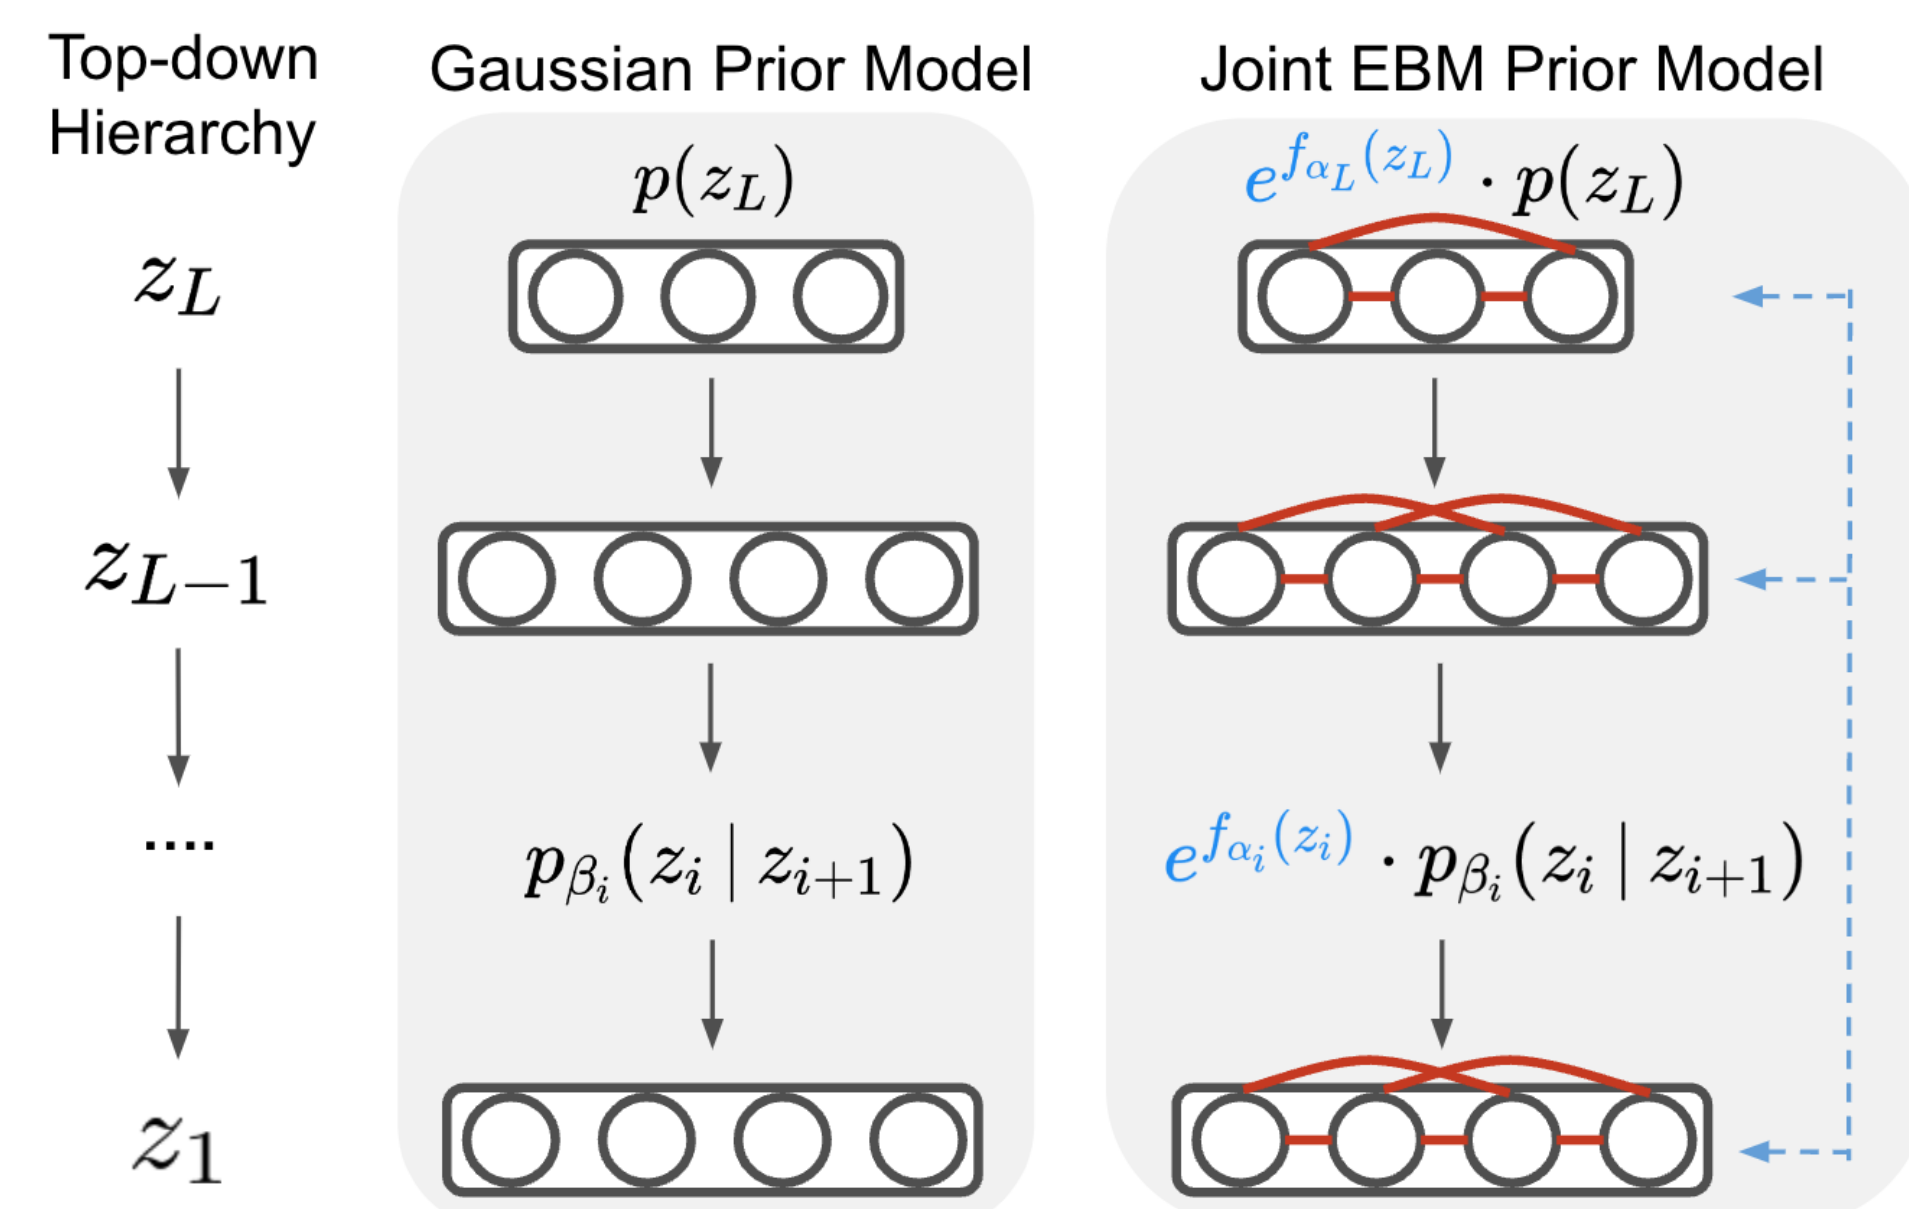 Top-down
Hierarchy
Gaussian Prior Model
Joint EBM Prior Model
p(z_L)
e^{f_{α_L}(z_L)} · p(z_L)
z_L
z_{L−1}
....
p_{β_i}(z_i | z_{i+1})
e^{f_{α_i}(z_i)} · p_{β_i}(z_i | z_{i+1})
z_1